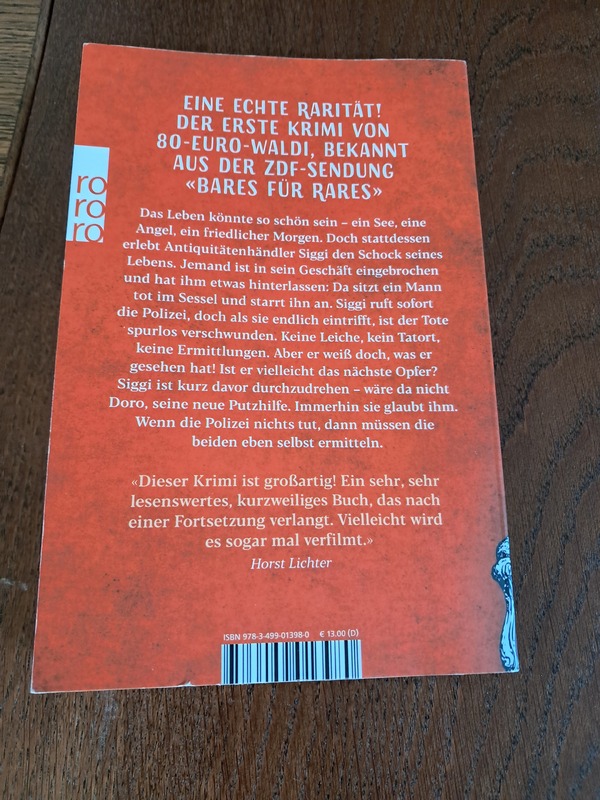 EINE ECHTE RARITÄT!
DER ERSTE KRIMI VON
80-EURO-WALDI, BEKANNT
AUS DER ZDF-SENDUNG
«BARES FÜR RARES»
ro
ro
ro
Das Leben könnte so schön sein – ein See, eine
Angel, ein friedlicher Morgen. Doch stattdessen
erlebt Antiquitätenhändler Siggi den Schock seines
Lebens. Jemand ist in sein Geschäft eingebrochen
und hat ihm etwas hinterlassen: Da sitzt ein Mann
tot im Sessel und starrt ihn an. Siggi ruft sofort
die Polizei, doch als sie endlich eintrifft, ist der Tote
spurlos verschwunden. Keine Leiche, kein Tatort,
keine Ermittlungen. Aber er weiß doch, was er
gesehen hat! Ist er vielleicht das nächste Opfer?
Siggi ist kurz davor durchzudrehen – wäre da nicht
Doro, seine neue Putzhilfe. Immerhin sie glaubt ihm.
Wenn die Polizei nichts tut, dann müssen die
beiden eben selbst ermitteln.
«Dieser Krimi ist großartig! Ein sehr, sehr
lesenswertes, kurzweiliges Buch, das nach
einer Fortsetzung verlangt. Vielleicht wird
es sogar mal verfilmt.»
Horst Lichter
ISBN 978-3-499-01398-0 € 13,00 (D)